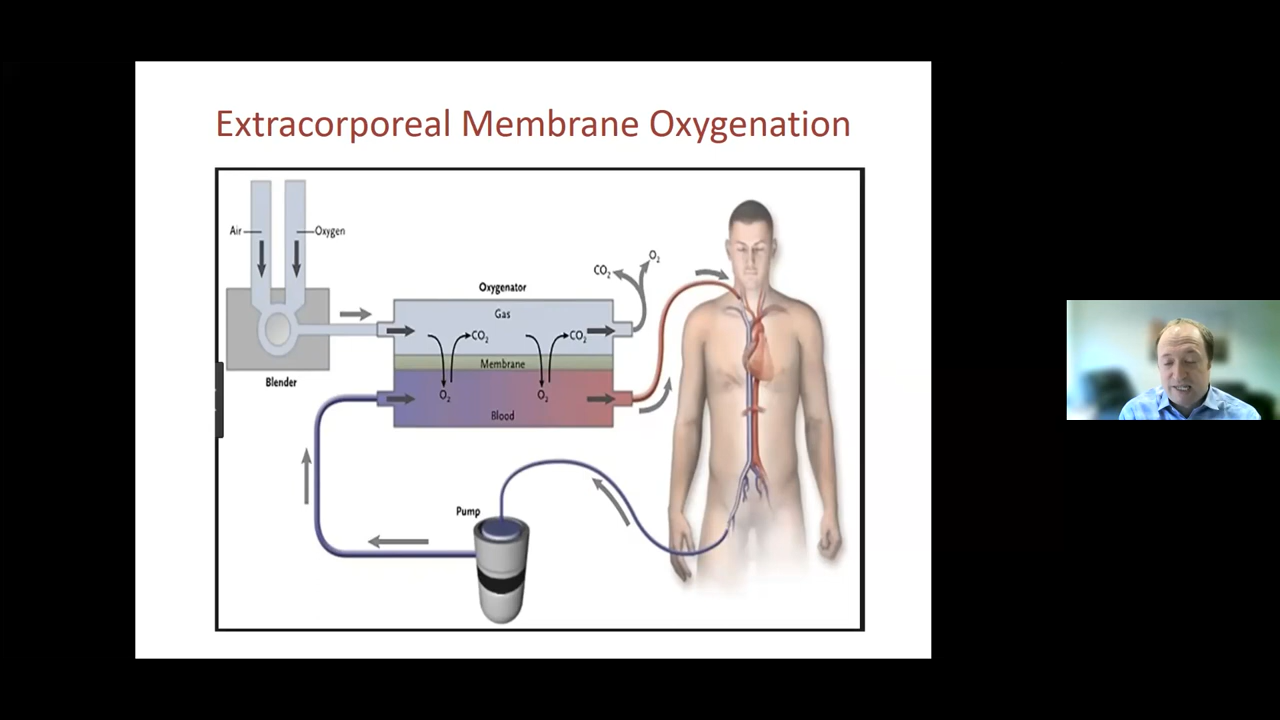 Extracorporeal Membrane Oxygenation
Air
Oxygen
CO₂
O₂
Oxygenator
Gas
CO₂
CO₂
Membrane
Blender
O₂
O₂
Blood
Pump